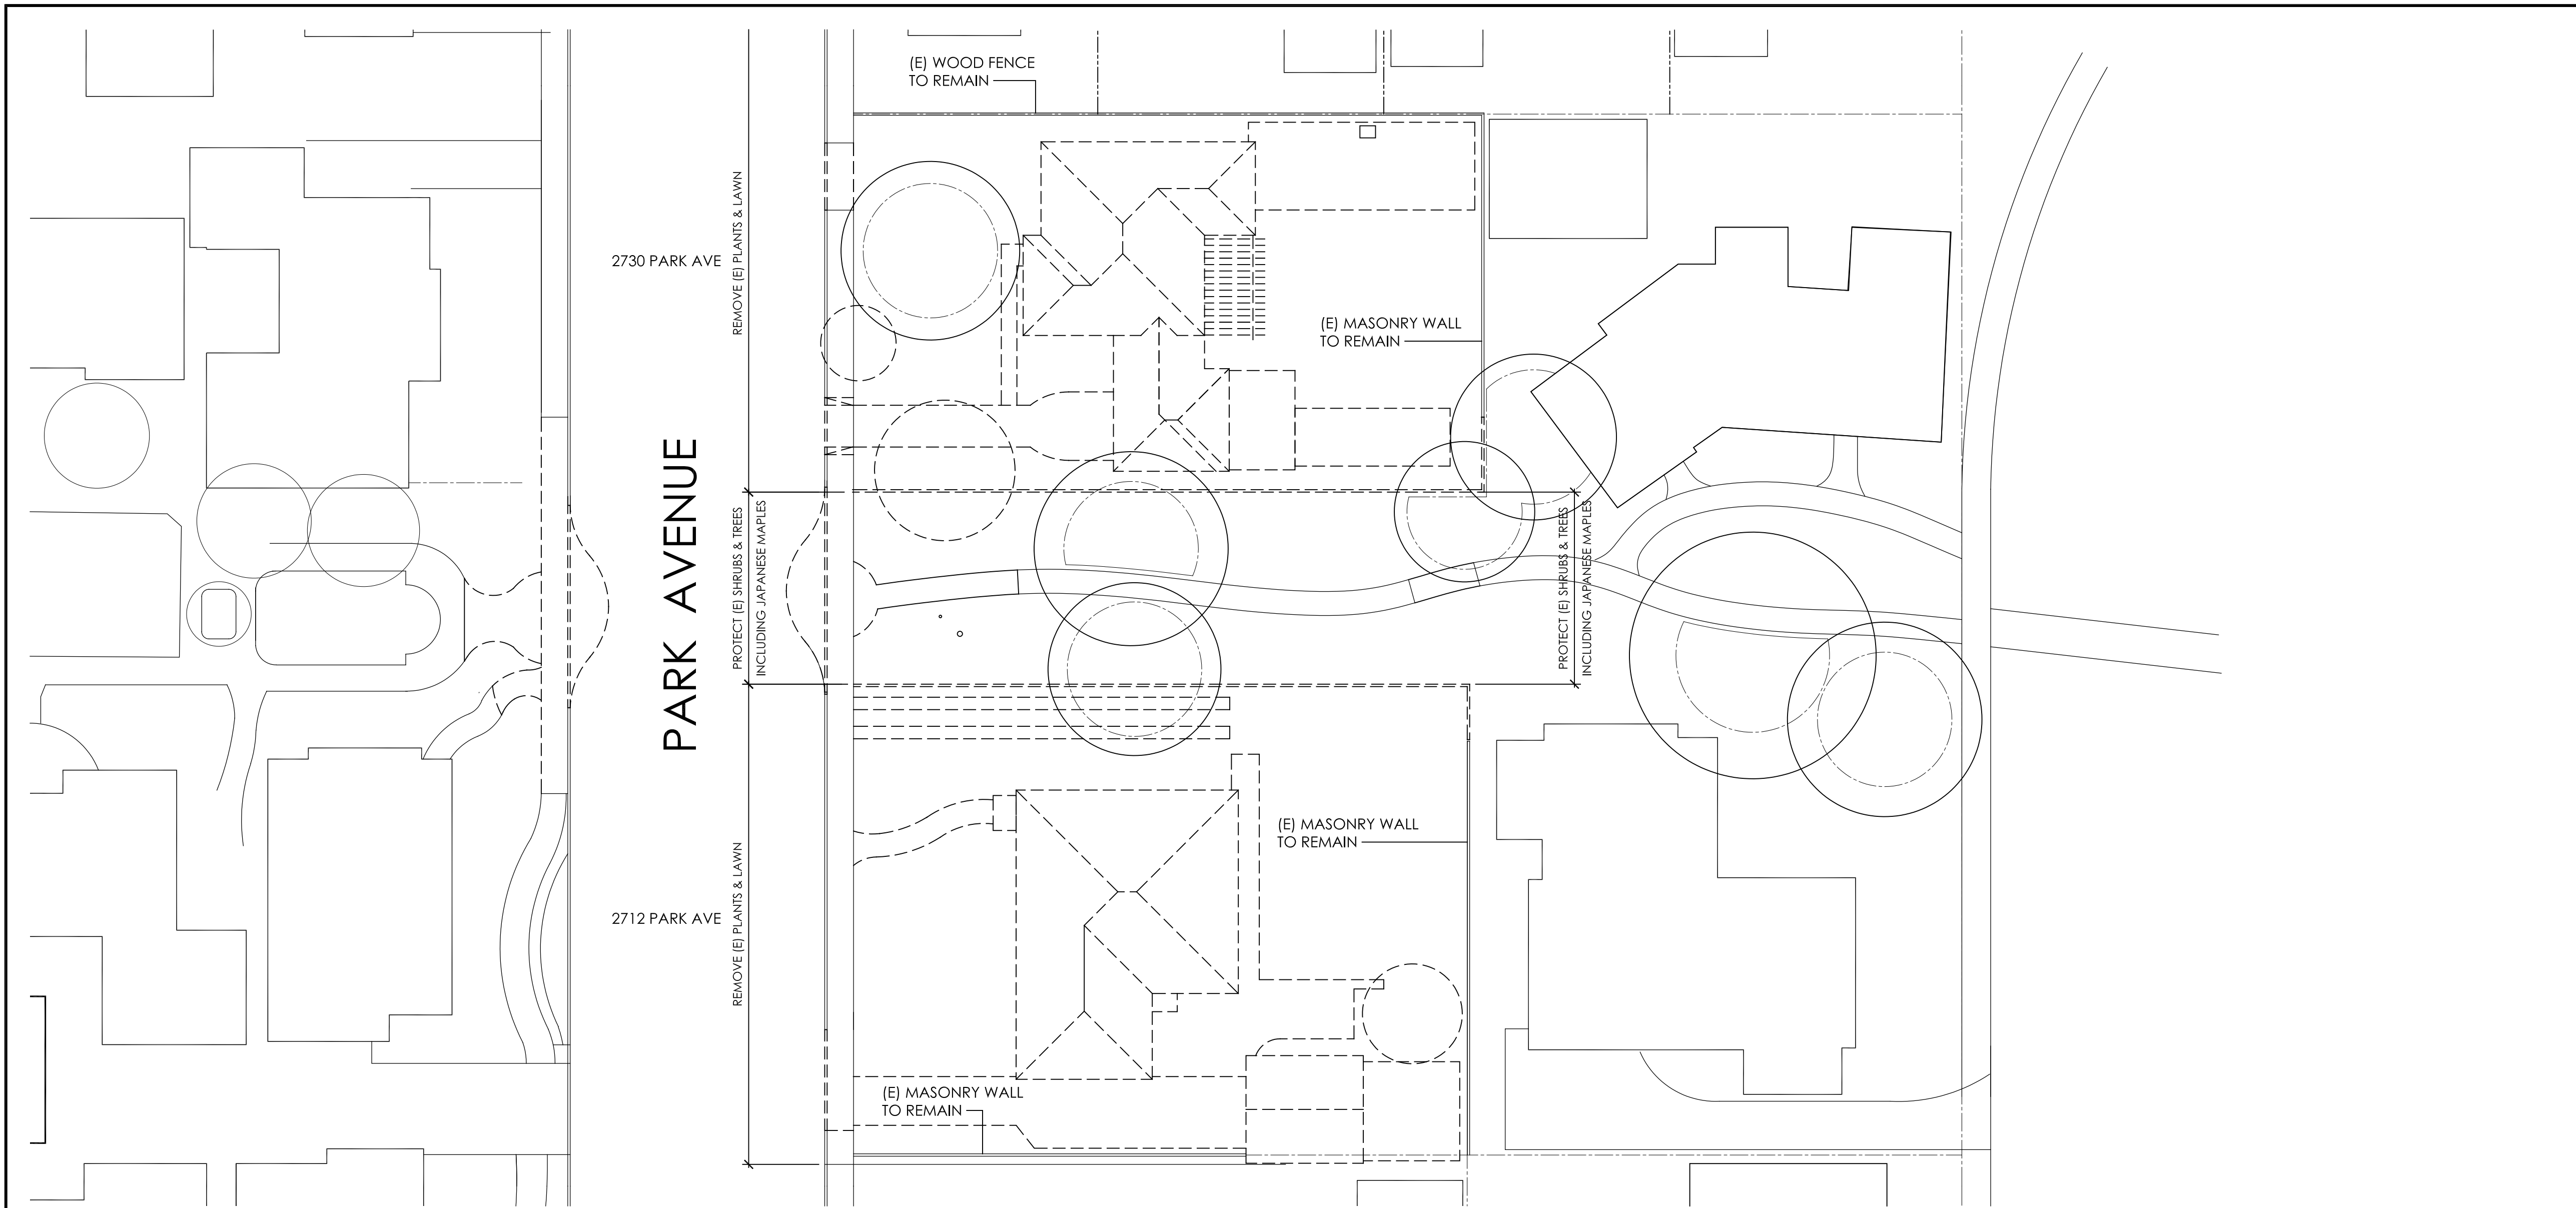 (E) WOOD FENCE
TO REMAIN
REMOVE (E) PLANTS & LAWN
2730 PARK AVE
(E) MASONRY WALL
TO REMAIN
PARK AVENUE
PROTECT (E) SHRUBS & TREES
INCLUDING JAPANESE MAPLES
PROTECT (E) SHRUBS & TREES
INCLUDING JAPANESE MAPLES
(E) MASONRY WALL
TO REMAIN
REMOVE (E) PLANTS & LAWN
2712 PARK AVE
(E) MASONRY WALL
TO REMAIN